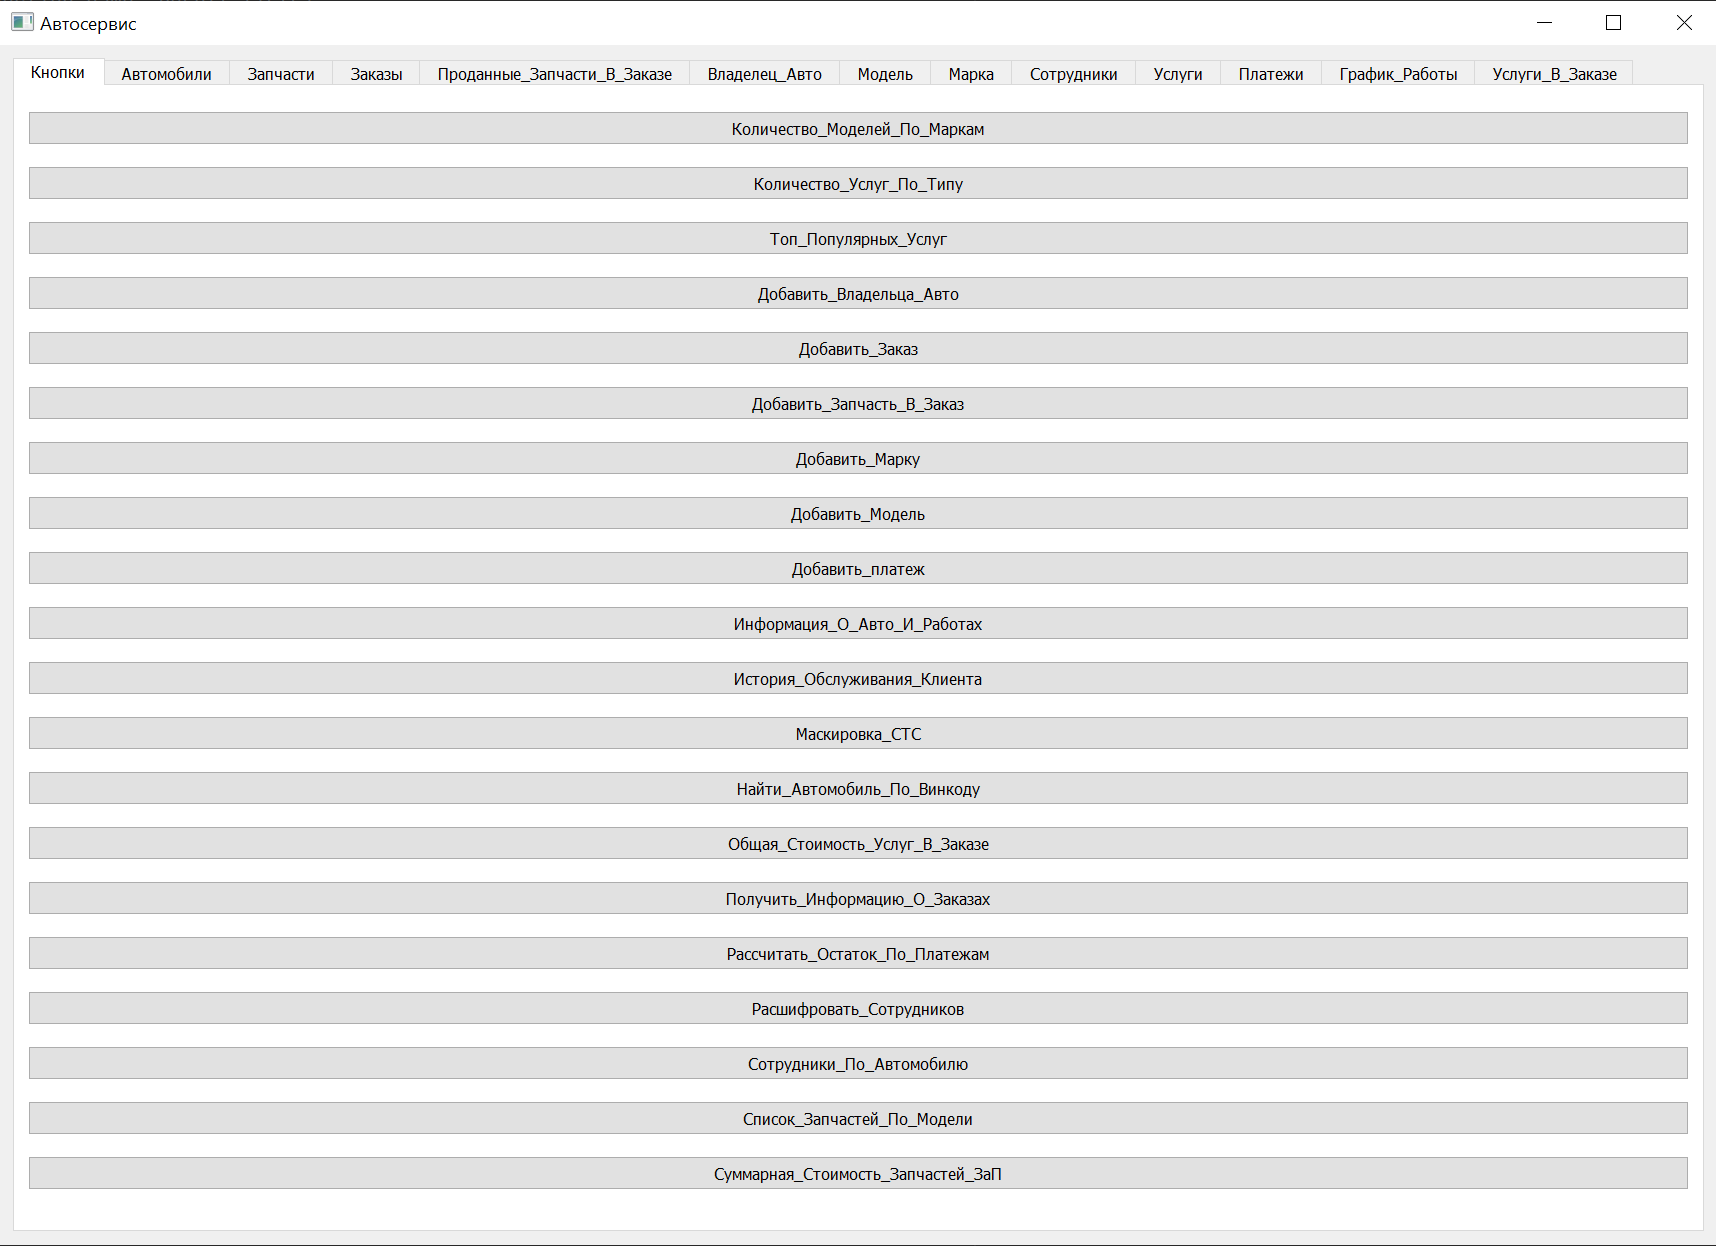 Автосервис
Кнопки Автомобили Запчасти Заказы Проданные_Запчасти_В_Заказе Владелец_Авто Модель Марка Сотрудники Услуги Платежи График_Работы Услуги_В_Заказе
Количество_Моделей_По_Маркам
Количество_Услуг_По_Типу
Топ_Популярных_Услуг
Добавить_Владельца_Авто
Добавить_Заказ
Добавить_Запчасть_В_Заказ
Добавить_Марку
Добавить_Модель
Добавить_платеж
Информация_О_Авто_И_Работах
История_Обслуживания_Клиента
Маскировка_СТС
Найти_Автомобиль_По_Винкоду
Общая_Стоимость_Услуг_В_Заказе
Получить_Информацию_О_Заказах
Рассчитать_Остаток_По_Платежам
Расшифровать_Сотрудников
Сотрудники_По_Автомобилю
Список_Запчастей_По_Модели
Суммарная_Стоимость_Запчастей_ЗаП